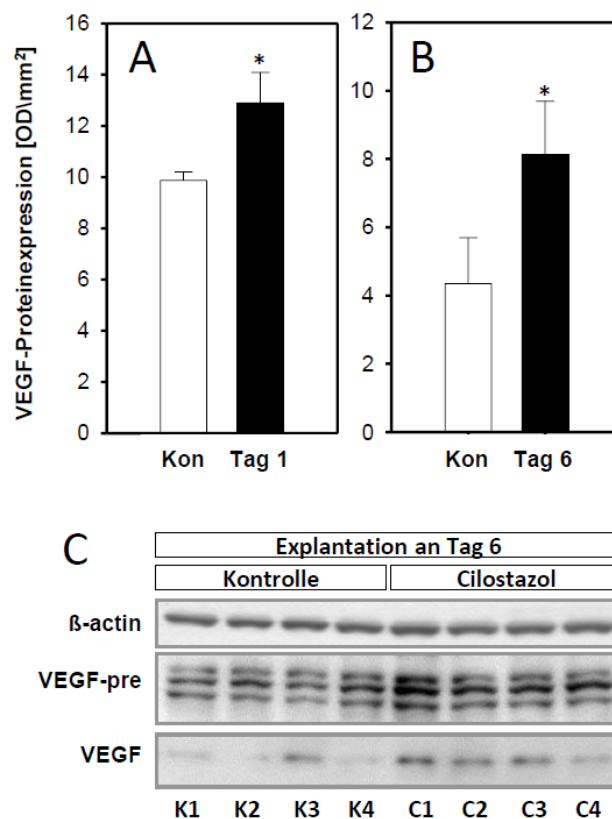 VEGF-Proteinexpression [OD\mm²]
16
14
12
10
8
6
4
2
0
A
*
Kon Tag 1
12
10
8
6
4
2
0
B
*
Kon Tag 6
C
Explantation an Tag 6
Kontrolle Cilostazol
ß-actin
VEGF-pre
VEGF
K1 K2 K3 K4 C1 C2 C3 C4